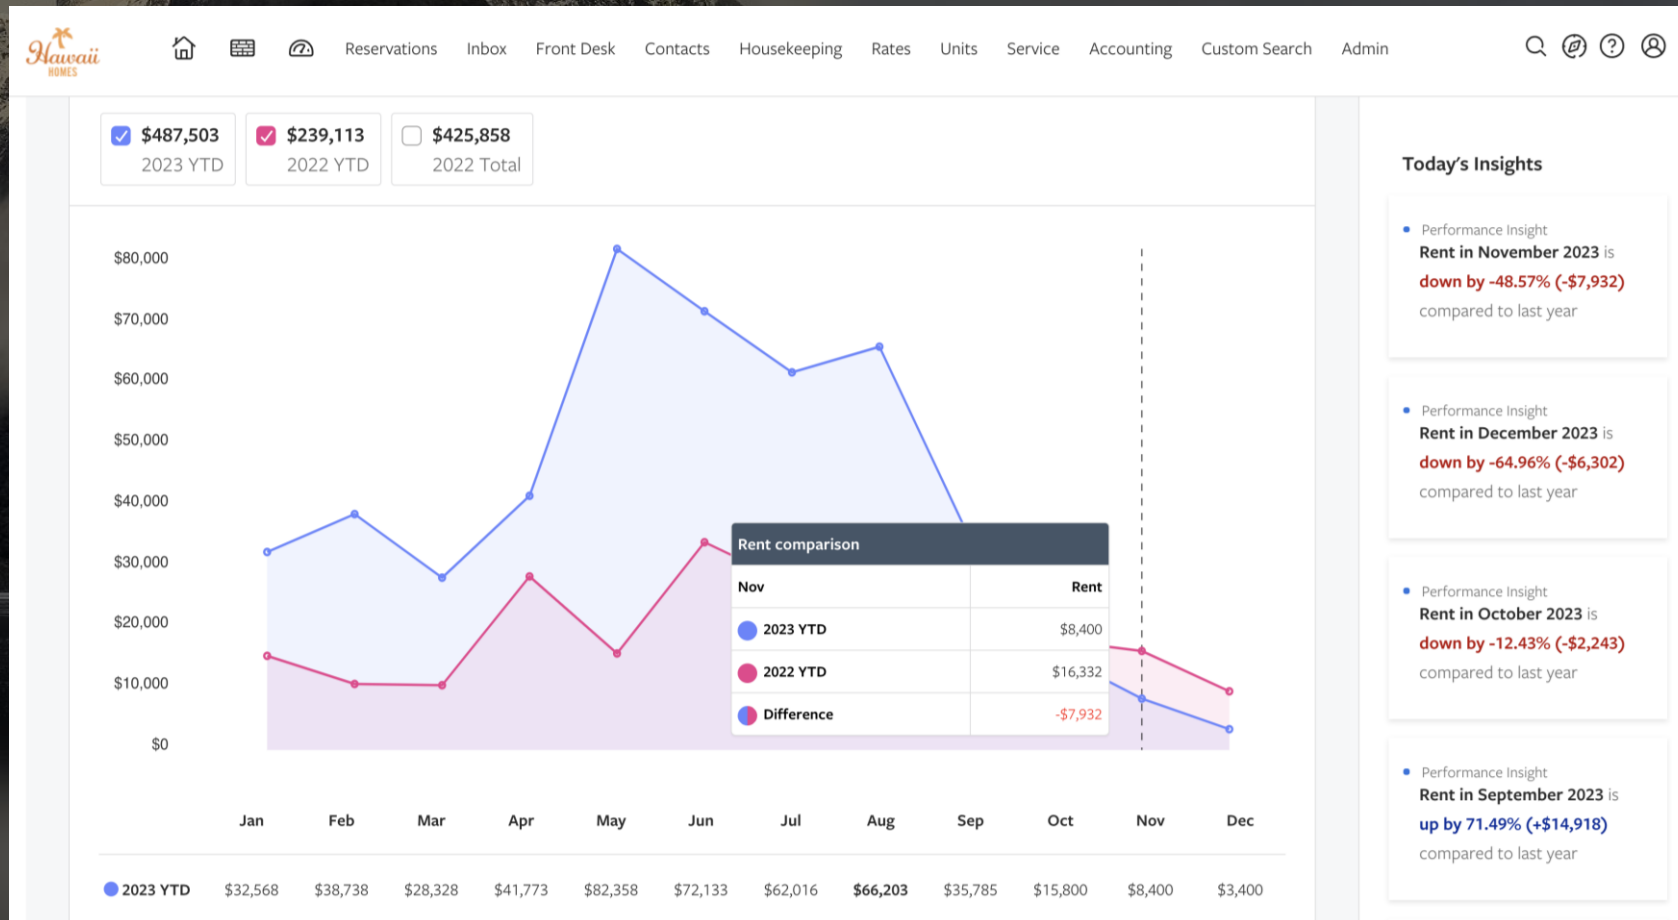 Hawaii
HOMES
Reservations Inbox Front Desk Contacts Housekeeping Rates Units Service Accounting Custom Search Admin
$487,503
2023 YTD
$239,113
2022 YTD
$425,858
2022 Total
$80,000
$70,000
$60,000
$50,000
$40,000
$30,000
$20,000
$10,000
$0
Rent comparison
Nov Rent
2023 YTD $8,400
2022 YTD $16,332
Difference -$7,932
Jan Feb Mar Apr May Jun Jul Aug Sep Oct Nov Dec
2023 YTD $32,568 $38,738 $28,328 $41,773 $82,358 $72,133 $62,016 $66,203 $35,785 $15,800 $8,400 $3,400
Today's Insights
Performance Insight
Rent in November 2023 is
down by -48.57% (-$7,932)
compared to last year
Performance Insight
Rent in December 2023 is
down by -64.96% (-$6,302)
compared to last year
Performance Insight
Rent in October 2023 is
down by -12.43% (-$2,243)
compared to last year
Performance Insight
Rent in September 2023 is
up by 71.49% (+$14,918)
compared to last year